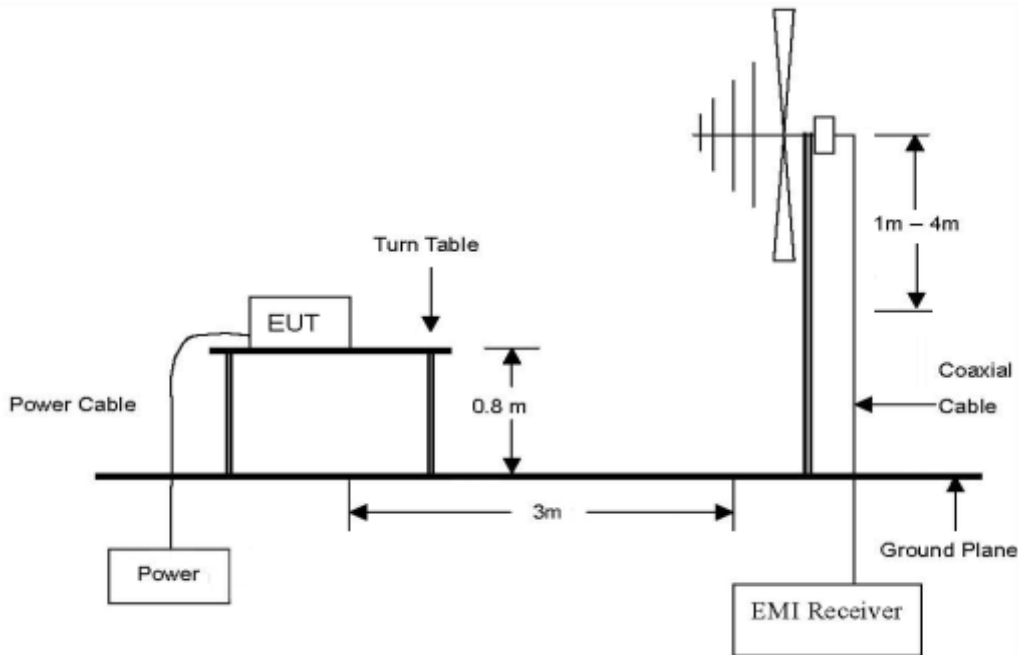 1m – 4m
Turn Table
EUT
Power Cable
0.8 m
Coaxial
Cable
3m
Ground Plane
Power
EMI Receiver